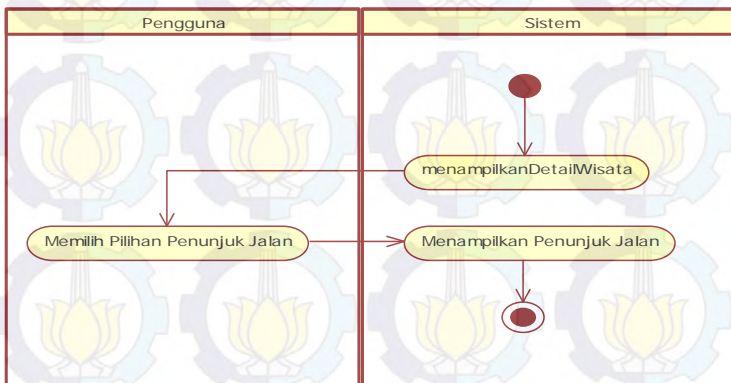 Pengguna
Sistem
menampilkanDetailWisata
Memilih Pilihan Penunjuk Jalan
Menampilkan Penunjuk Jalan